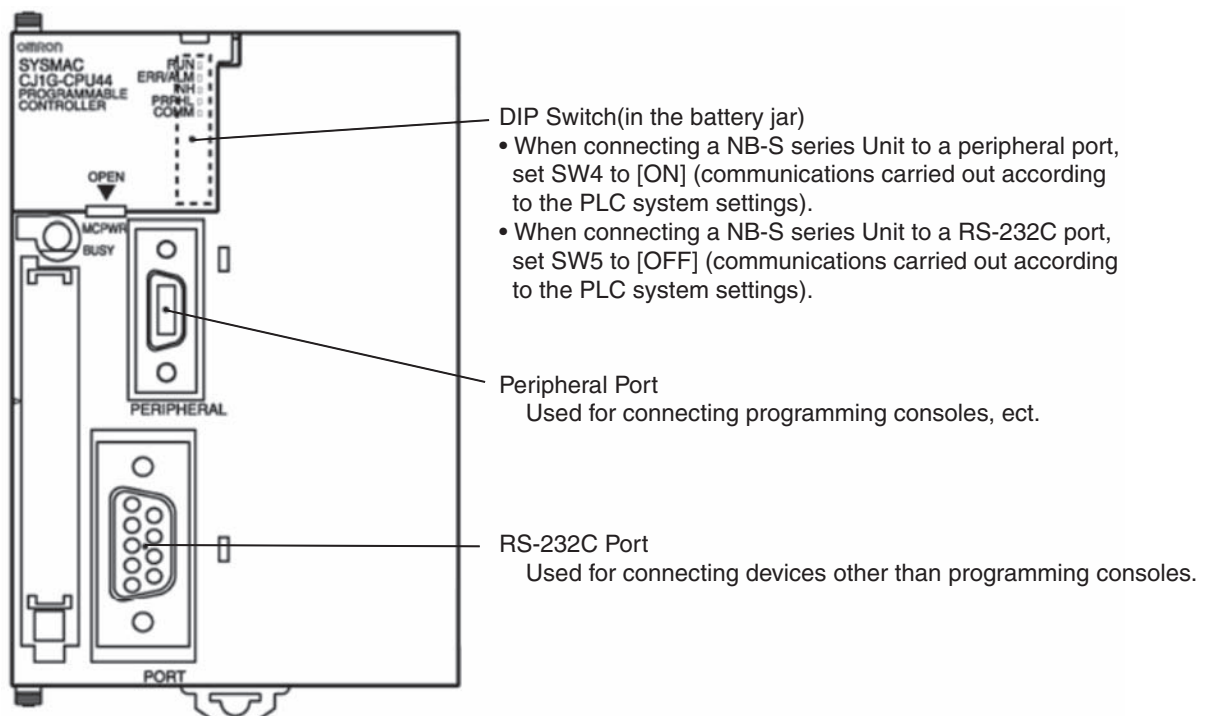 omron
SYSMAC
CJ1G-CPU44
PROGRAMMABLE
CONTROLLER
RUN
ERR/ALM
INH
PRPHL
COMM
OPEN
MCPWR
BUSY
PERIPHERAL
PORT
DIP Switch(in the battery jar)
• When connecting a NB-S series Unit to a peripheral port,
set SW4 to [ON] (communications carried out according
to the PLC system settings).
• When connecting a NB-S series Unit to a RS-232C port,
set SW5 to [OFF] (communications carried out according
to the PLC system settings).
Peripheral Port
Used for connecting programming consoles, ect.
RS-232C Port
Used for connecting devices other than programming consoles.